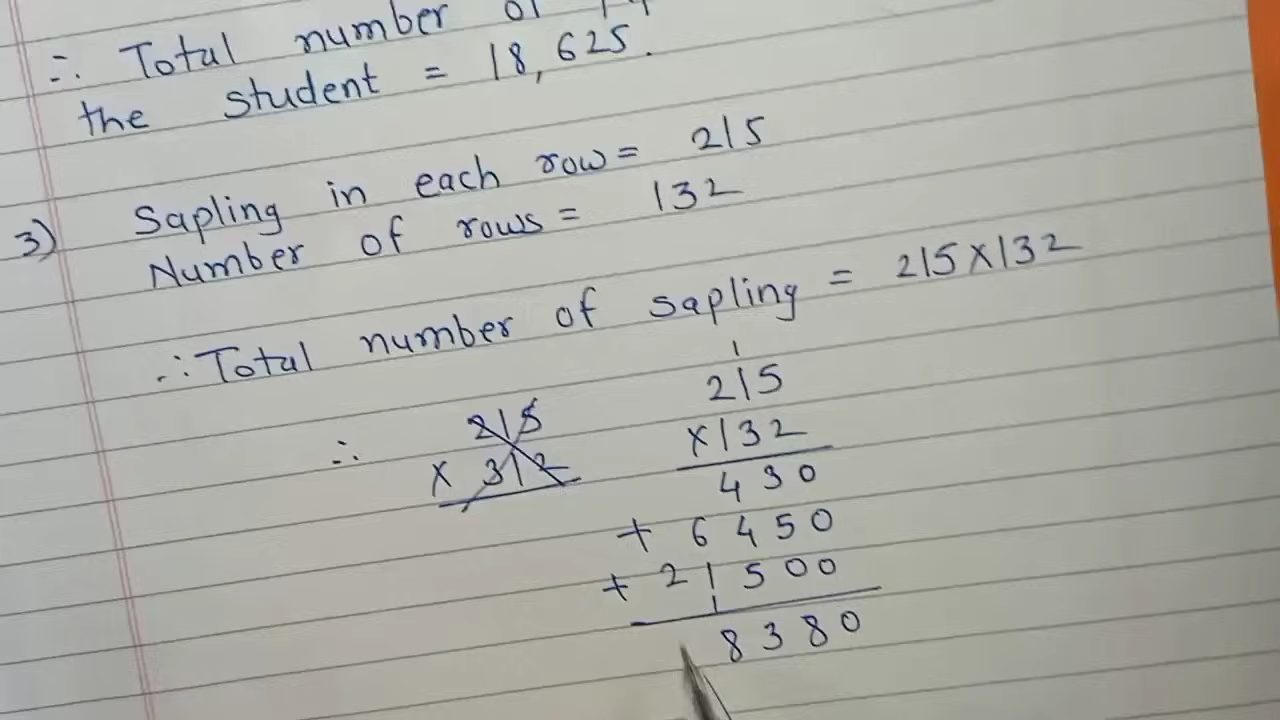 ∴ Total number of
the student = 18,625.
3) Sapling in each row = 215
Number of rows = 132
∴ Total number of sapling = 215×132
∴ 215
× 312
1
215
×132
430
+ 6450
+ 21500
1
8380